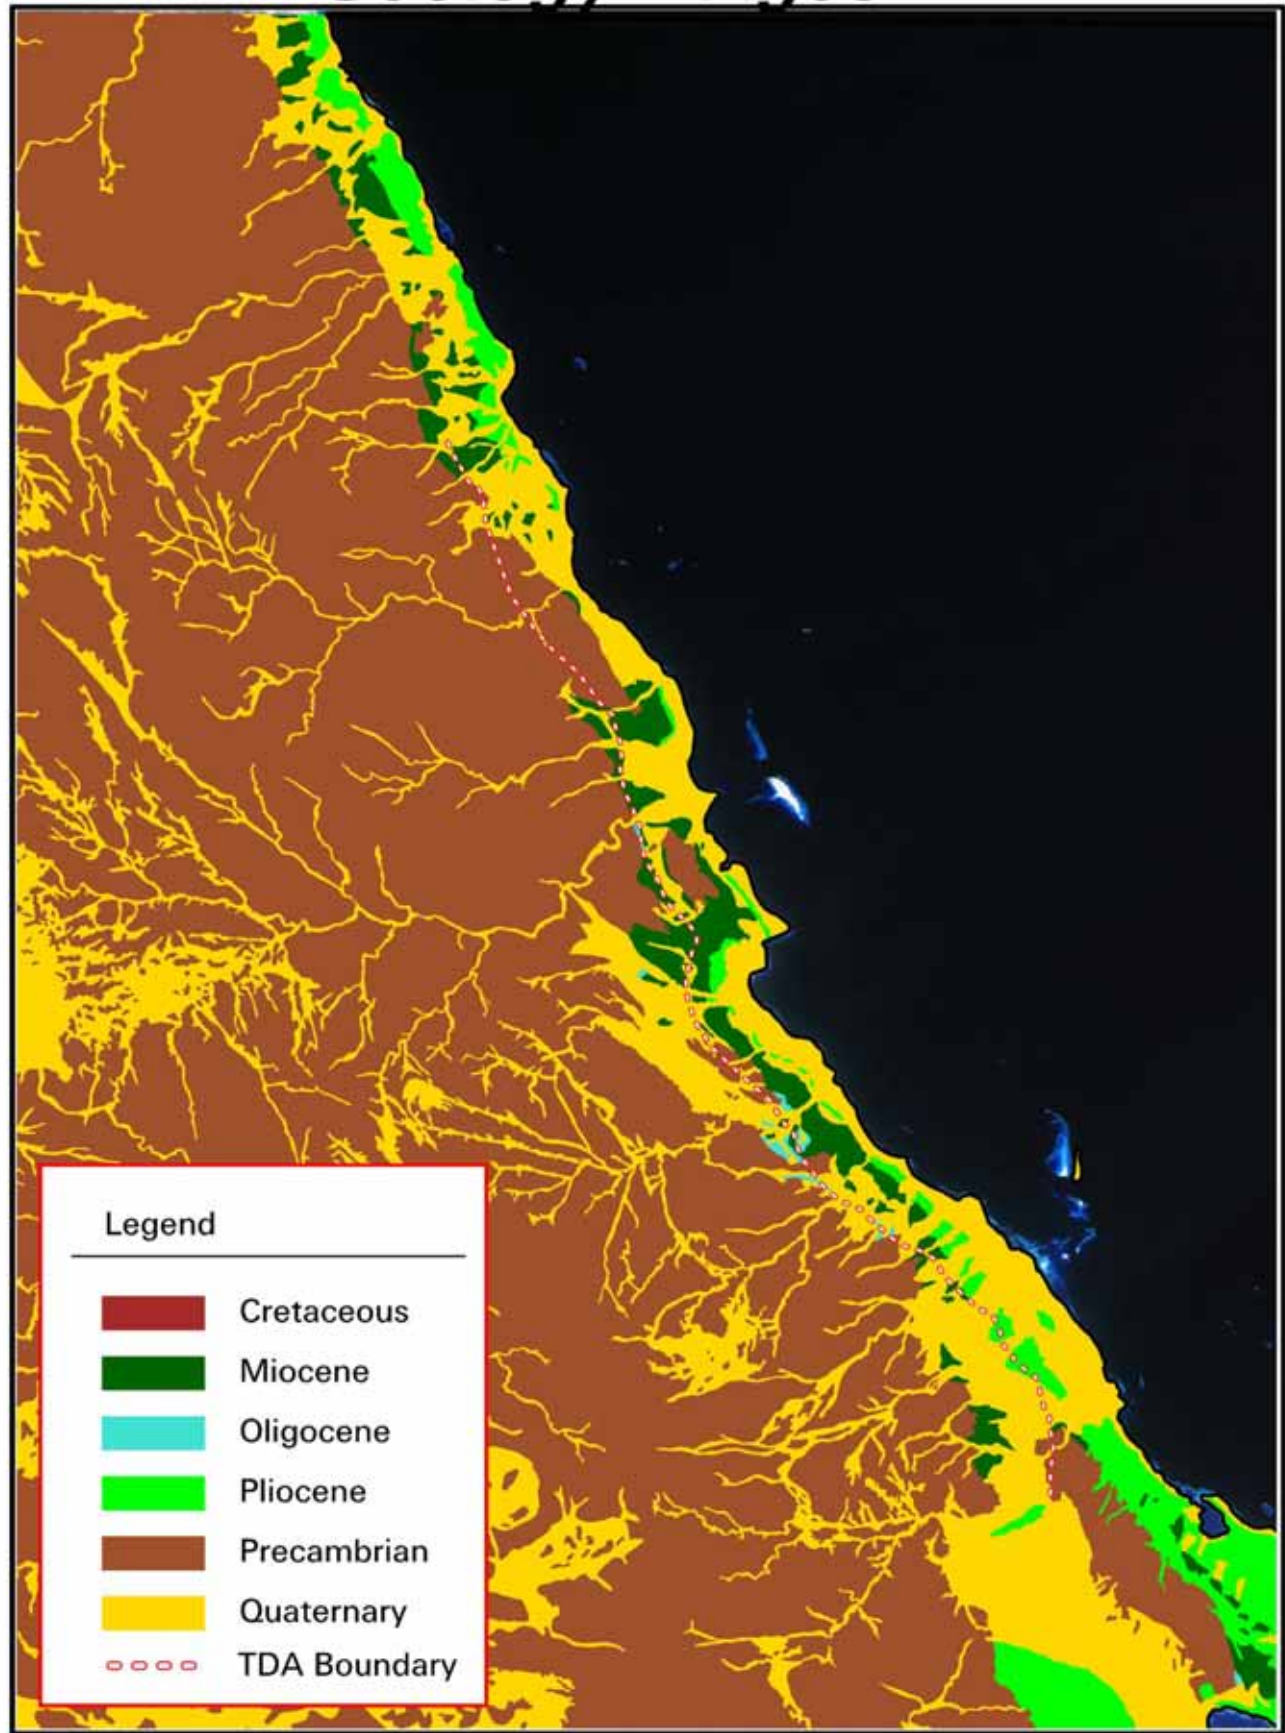 Legend
Cretaceous
Miocene
Oligocene
Pliocene
Precambrian
Quaternary
TDA Boundary